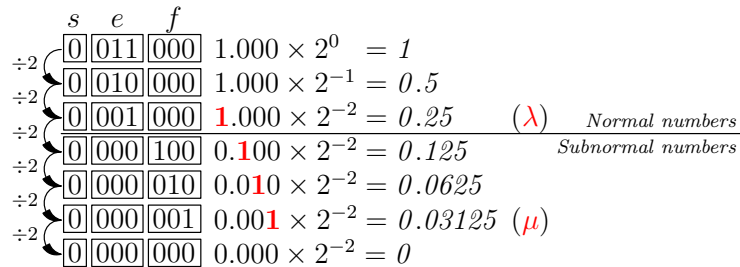 s e f
0 011 000 1.000 × 2⁰ = 1
÷2
0 010 000 1.000 × 2⁻¹ = 0.5
÷2
0 001 000 1.000 × 2⁻² = 0.25 (λ) Normal numbers
÷2
0 000 100 0.100 × 2⁻² = 0.125 Subnormal numbers
÷2
0 000 010 0.010 × 2⁻² = 0.0625
÷2
0 000 001 0.001 × 2⁻² = 0.03125 (μ)
÷2
0 000 000 0.000 × 2⁻² = 0